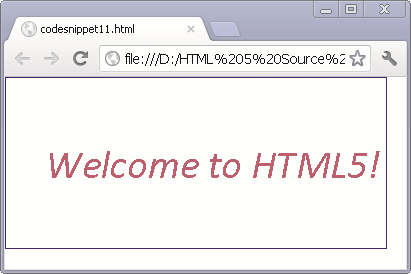 codesnippet11.html
file:///D:/HTML%205%20Source%2
Welcome to HTML5!